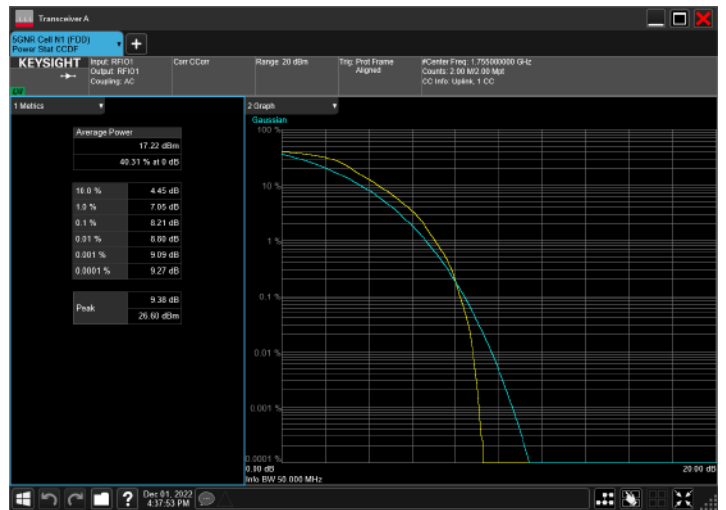 Transceiver A
5GNR Cell N1 (FDD)
Power Stat CCDF
KEYSIGHT
Input: RFIO1
Output: RFIO1
Coupling: AC
Corr CCorr
Range: 20 dBm
Trig: Prot Frame
Aligned
#Center Freq: 1.755000000 GHz
Counts: 2.00 M/2.00 Mpt
CC Info: Uplink, 1 CC
1 Metrics
Average Power
17.22 dBm
40.31 % at 0 dB
10.0 % 4.45 dB
1.0 % 7.05 dB
0.1 % 8.21 dB
0.01 % 8.80 dB
0.001 % 9.09 dB
0.0001 % 9.27 dB
Peak
9.38 dB
26.60 dBm
2 Graph
Gaussian
100 %
10 %
1 %
0.1 %
0.01 %
0.001 %
0.0001 %
0.00 dB
20.00 dB
Info BW 50.000 MHz
?
Dec 01, 2022
4:37:53 PM